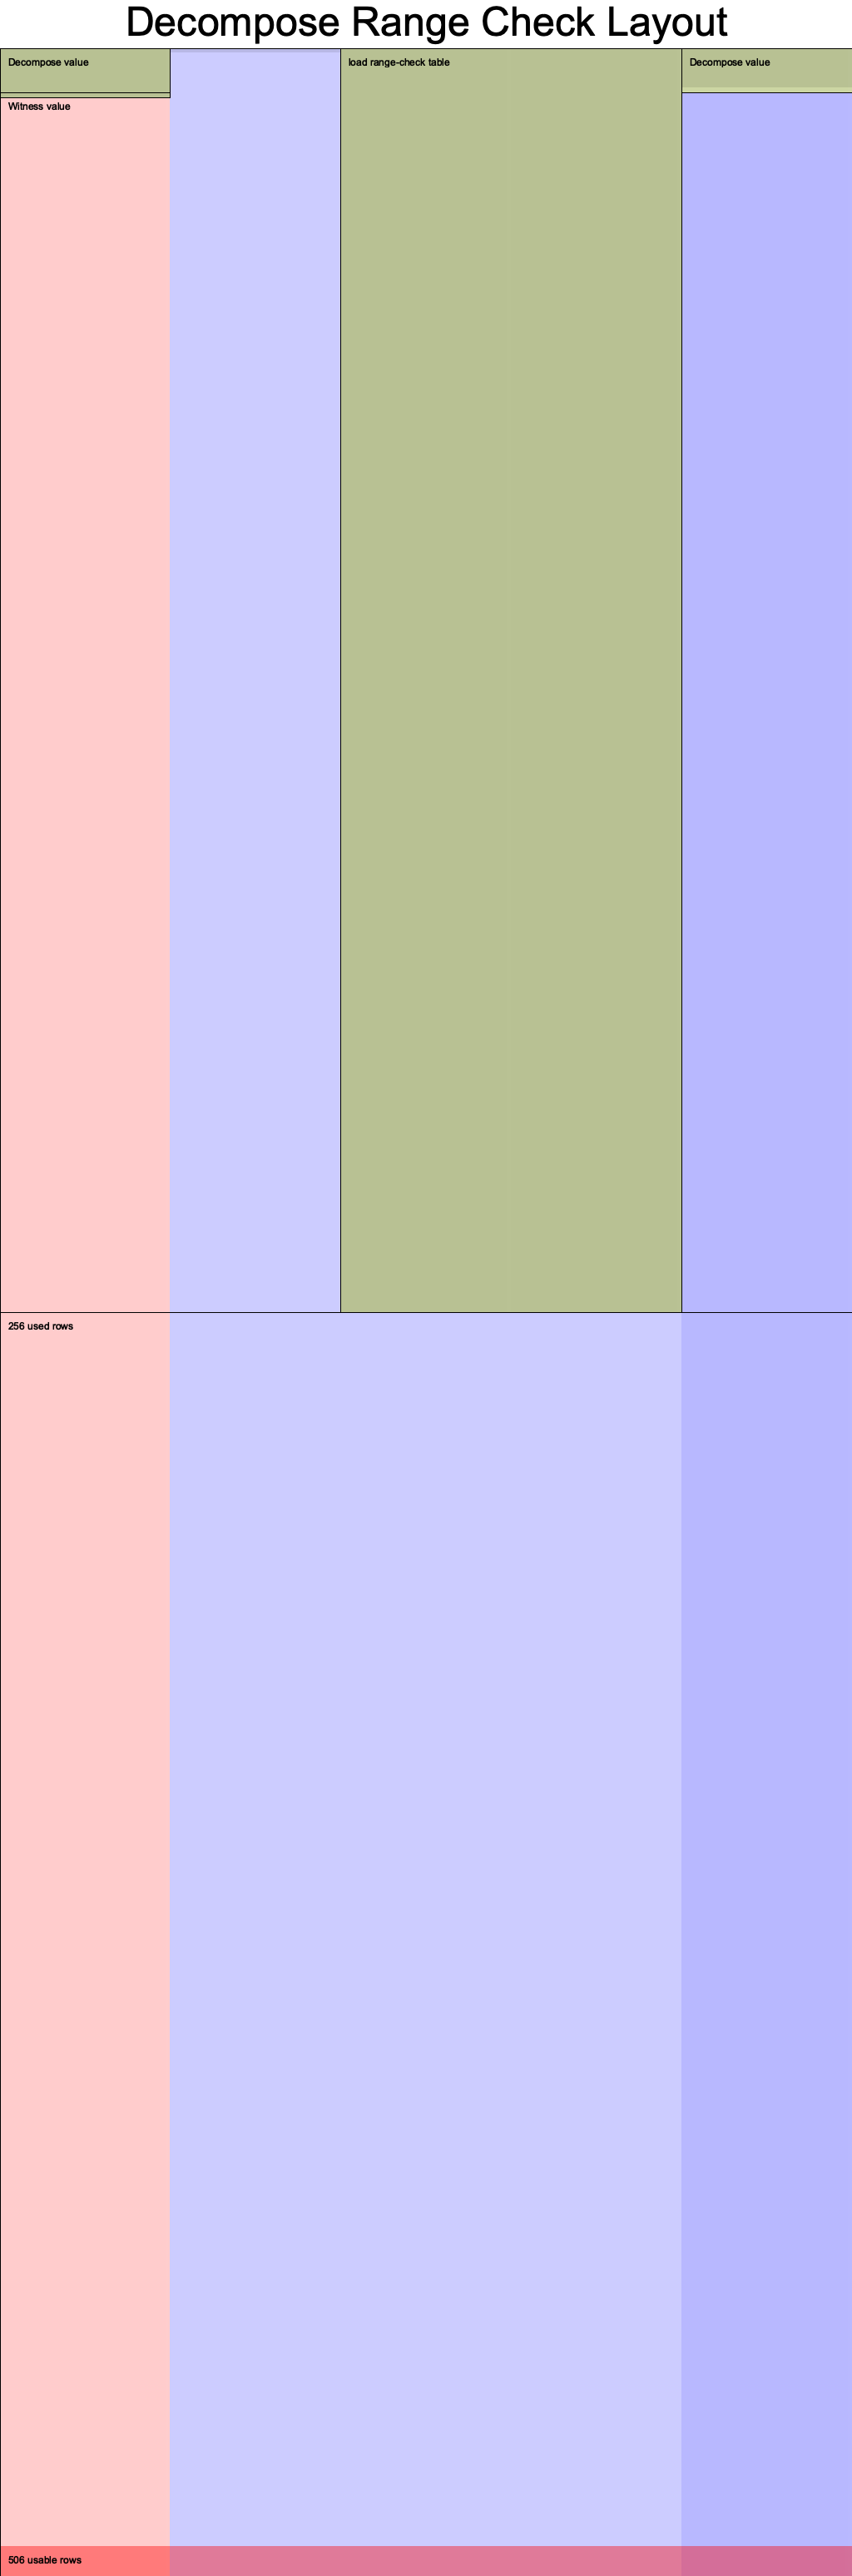 Decompose Range Check Layout
Decompose value
load range-check table
Decompose value
Witness value
256 used rows
506 usable rows